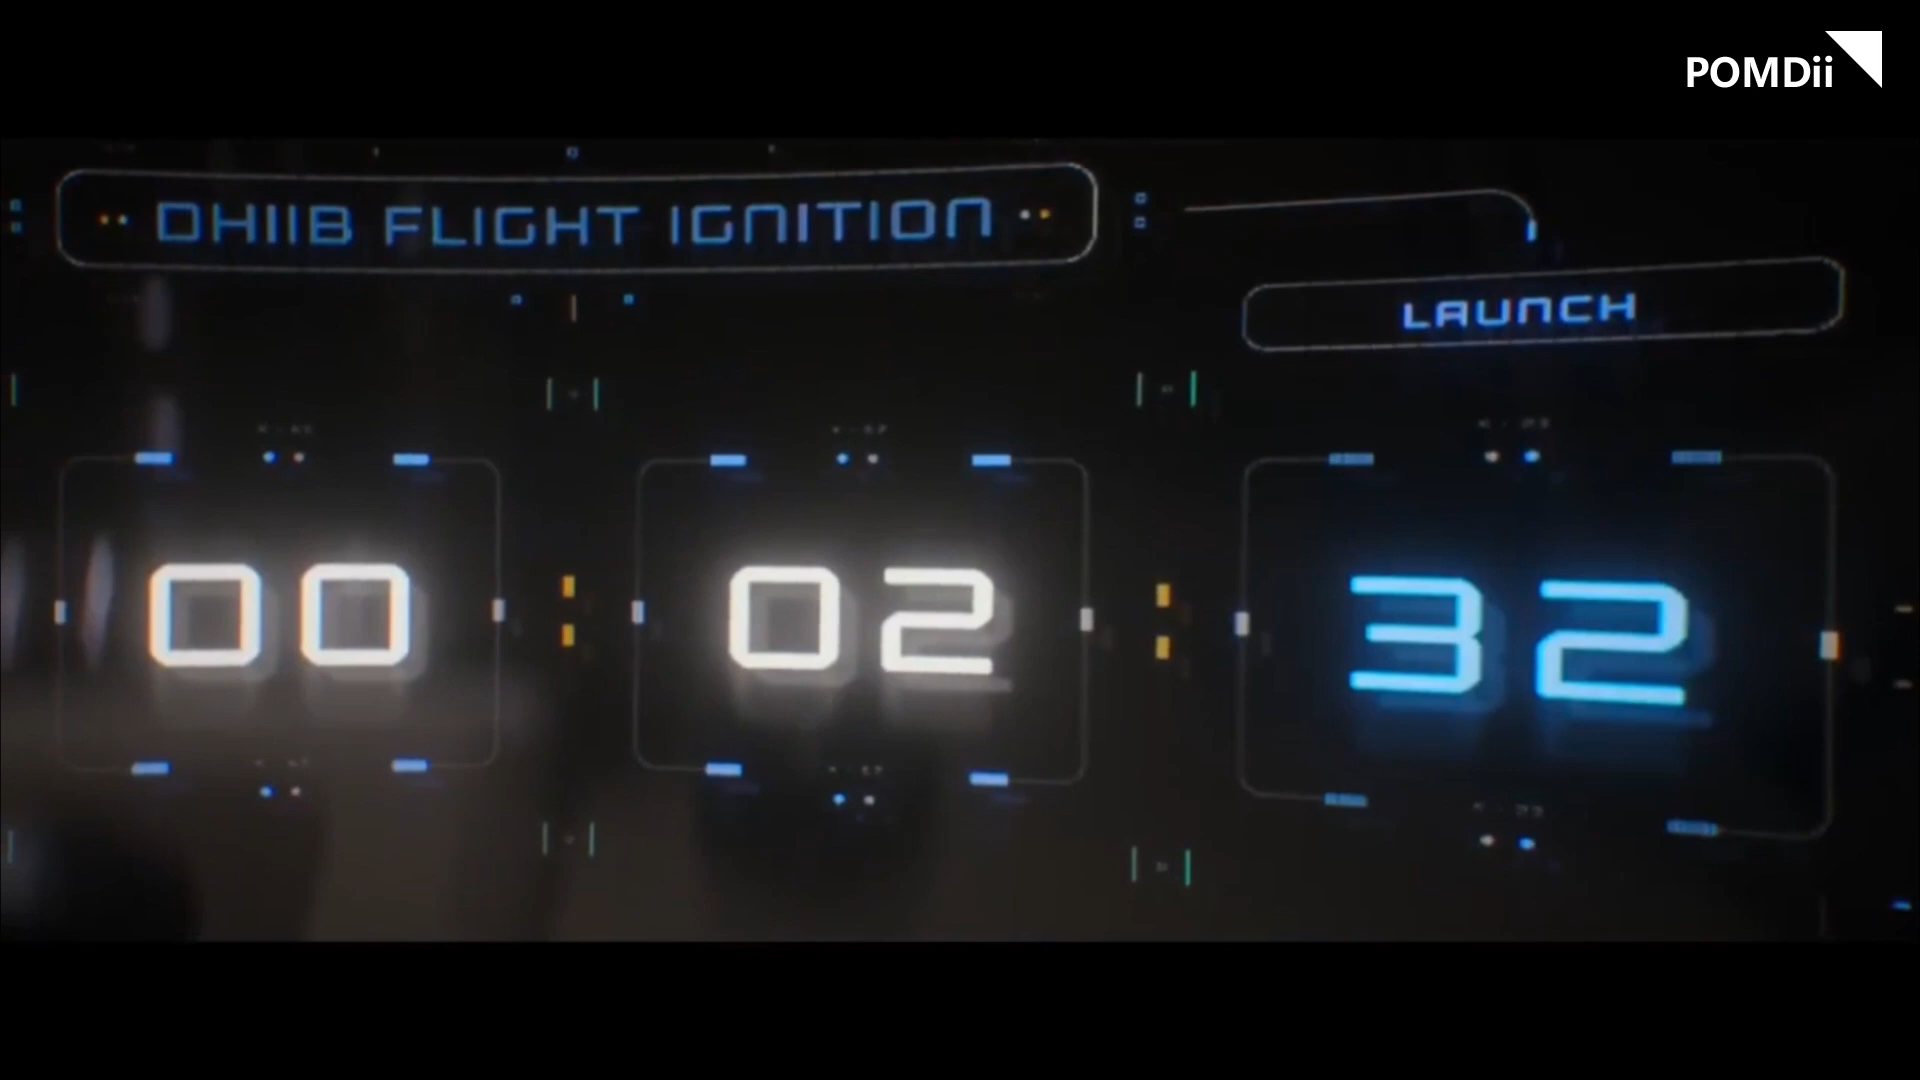 POMDii
DHIIB FLIGHT IGNITION
LAUNCH
00 : 02 : 32